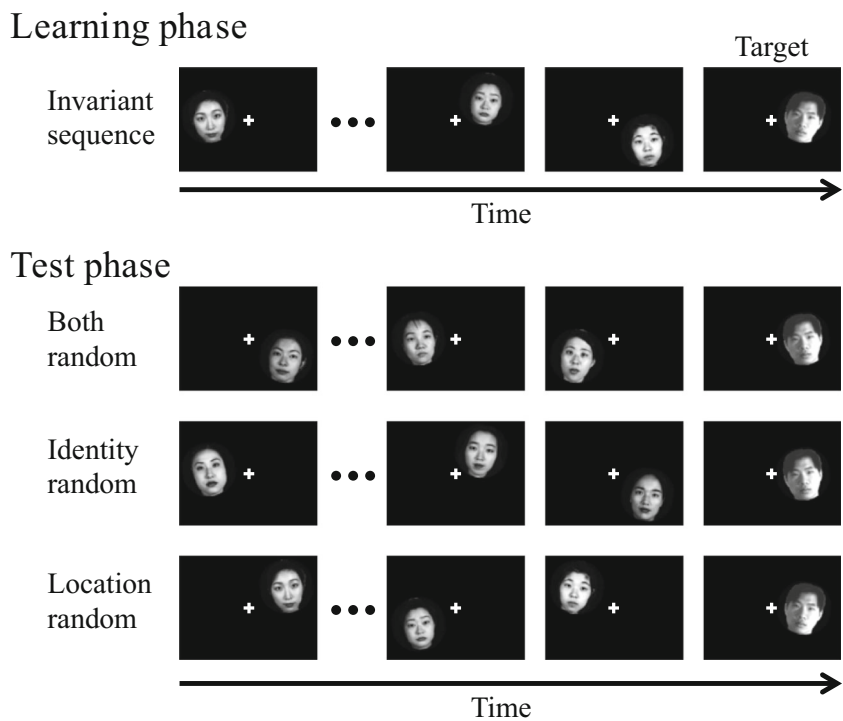 Learning phase
Target
Invariant
sequence
Time
Test phase
Both
random
Identity
random
Location
random
Time